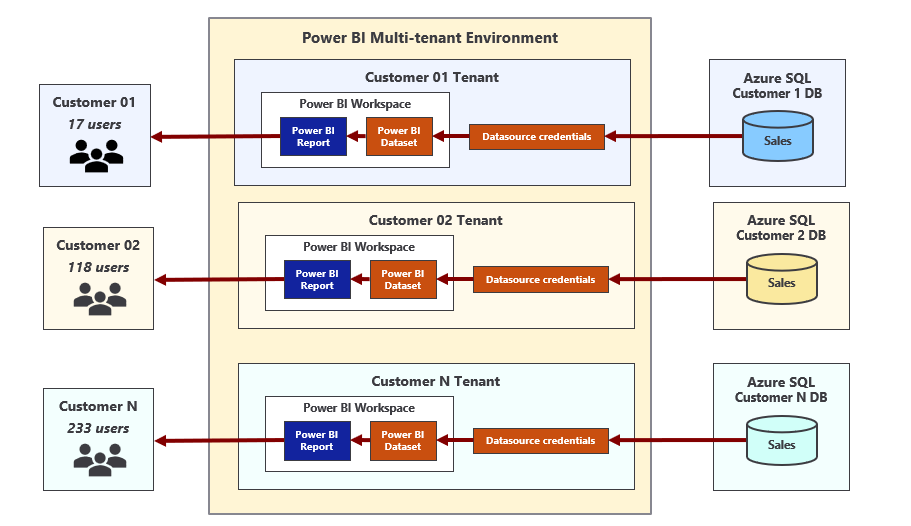 Power BI Multi-tenant Environment
Customer 01
17 users
Customer 01 Tenant
Power BI Workspace
Power BI
Report
Power BI
Dataset
Datasource credentials
Azure SQL
Customer 1 DB
Sales
Customer 02
118 users
Customer 02 Tenant
Power BI Workspace
Power BI
Report
Power BI
Dataset
Datasource credentials
Azure SQL
Customer 2 DB
Sales
Customer N
233 users
Customer N Tenant
Power BI Workspace
Power BI
Report
Power BI
Dataset
Datasource credentials
Azure SQL
Customer N DB
Sales